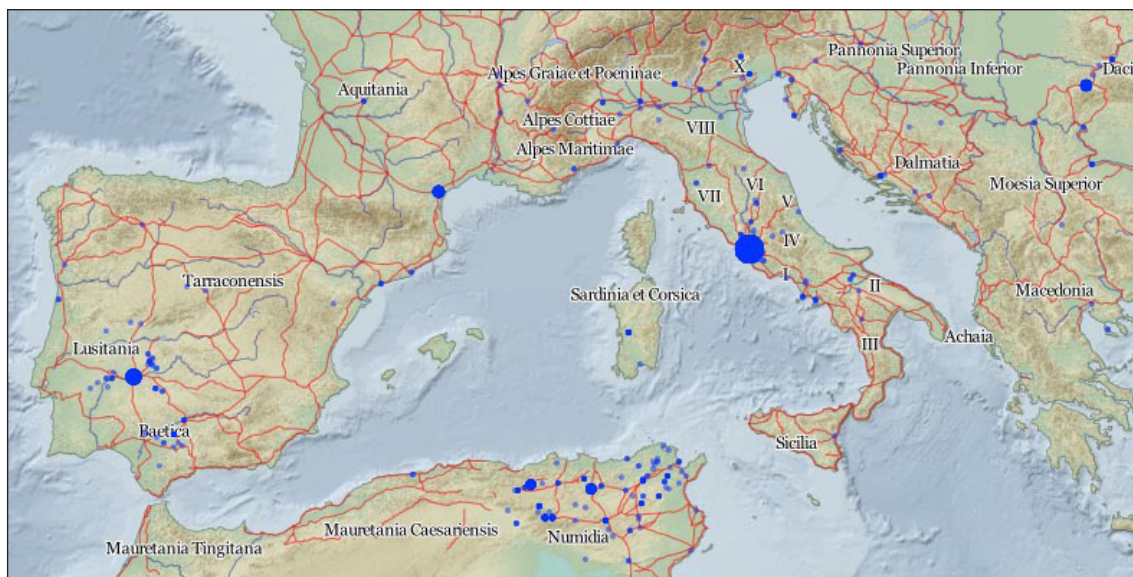 Pannonia Superior
Daci
X
Alpes Graiae et Poeninae
Pannonia Inferior
Aquitania
Alpes Cottiae
VIII
Alpes Maritimae
Dalmatia
VI
Moesia Superior
VII
V
IV
Tarraconensis
I
II
Macedonia
Sardinia et Corsica
Achaia
Lusitania
III
Baetica
Sicilia
Mauretania Caesariensis
Numidia
Mauretania Tingitana